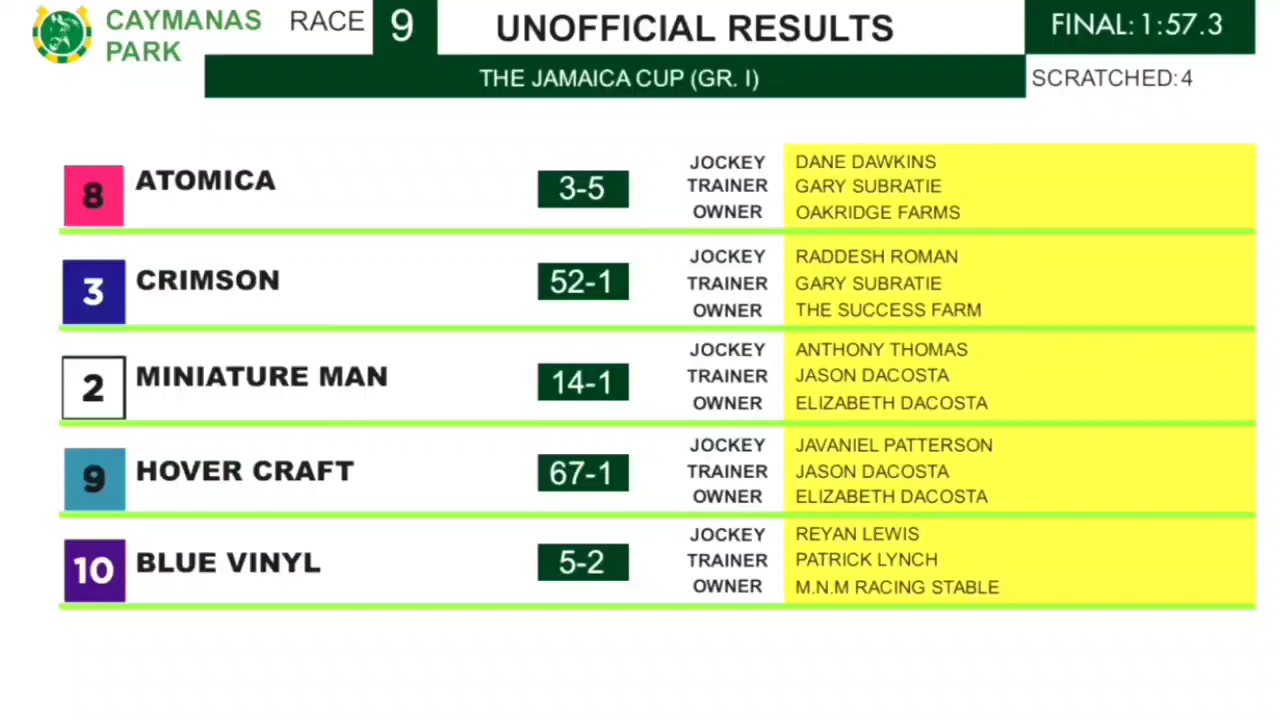 CAYMANAS
PARK
RACE 9
UNOFFICIAL RESULTS
FINAL: 1:57.3
THE JAMAICA CUP (GR. I)
SCRATCHED: 4
8 ATOMICA 3-5
JOCKEY DANE DAWKINS
TRAINER GARY SUBRATIE
OWNER OAKRIDGE FARMS
3 CRIMSON 52-1
JOCKEY RADDESH ROMAN
TRAINER GARY SUBRATIE
OWNER THE SUCCESS FARM
2 MINIATURE MAN 14-1
JOCKEY ANTHONY THOMAS
TRAINER JASON DACOSTA
OWNER ELIZABETH DACOSTA
9 HOVER CRAFT 67-1
JOCKEY JAVANIEL PATTERSON
TRAINER JASON DACOSTA
OWNER ELIZABETH DACOSTA
10 BLUE VINYL 5-2
JOCKEY REYAN LEWIS
TRAINER PATRICK LYNCH
OWNER M.N.M RACING STABLE